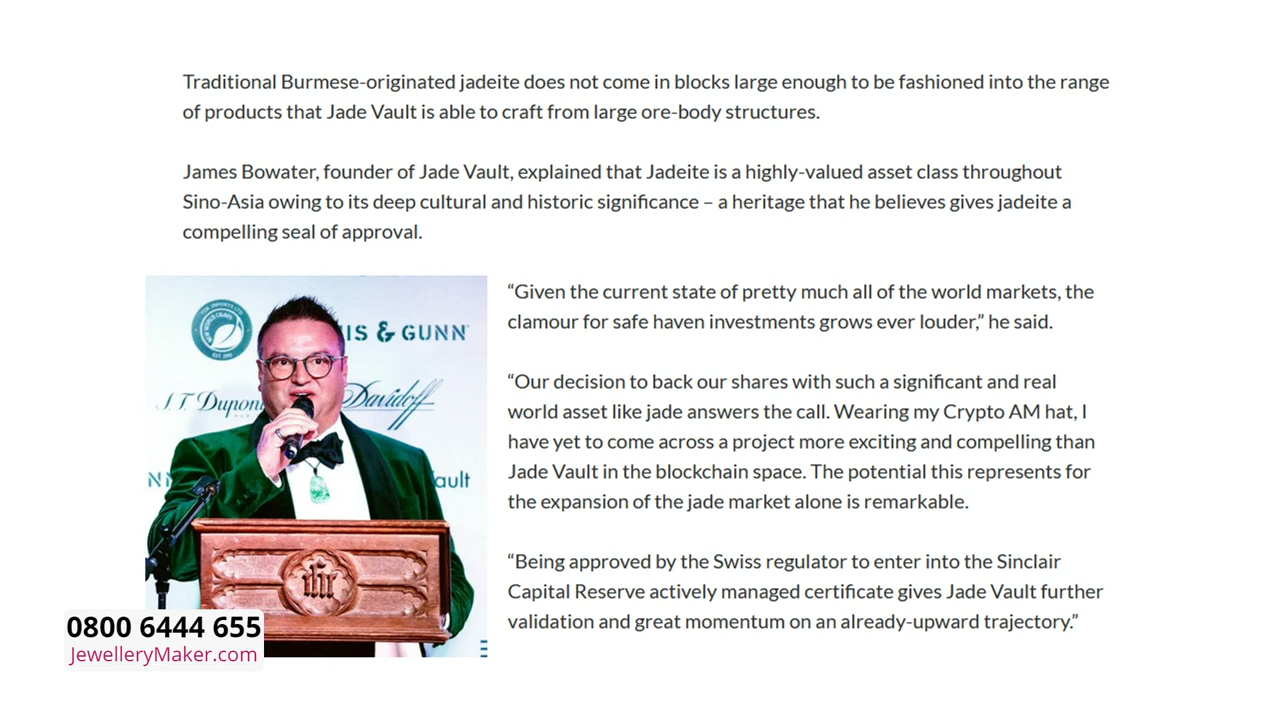 Traditional Burmese-originated jadeite does not come in blocks large enough to be fashioned into the range
of products that Jade Vault is able to craft from large ore-body structures.
James Bowater, founder of Jade Vault, explained that Jadeite is a highly-valued asset class throughout
Sino-Asia owing to its deep cultural and historic significance – a heritage that he believes gives jadeite a
compelling seal of approval.
IS & GUNN
S.T. Dupont
Davidoff
ault
“Given the current state of pretty much all of the world markets, the
clamour for safe haven investments grows ever louder,” he said.
“Our decision to back our shares with such a significant and real
world asset like jade answers the call. Wearing my Crypto AM hat, I
have yet to come across a project more exciting and compelling than
Jade Vault in the blockchain space. The potential this represents for
the expansion of the jade market alone is remarkable.
“Being approved by the Swiss regulator to enter into the Sinclair
Capital Reserve actively managed certificate gives Jade Vault further
validation and great momentum on an already-upward trajectory.”
0800 6444 655
JewelleryMaker.com